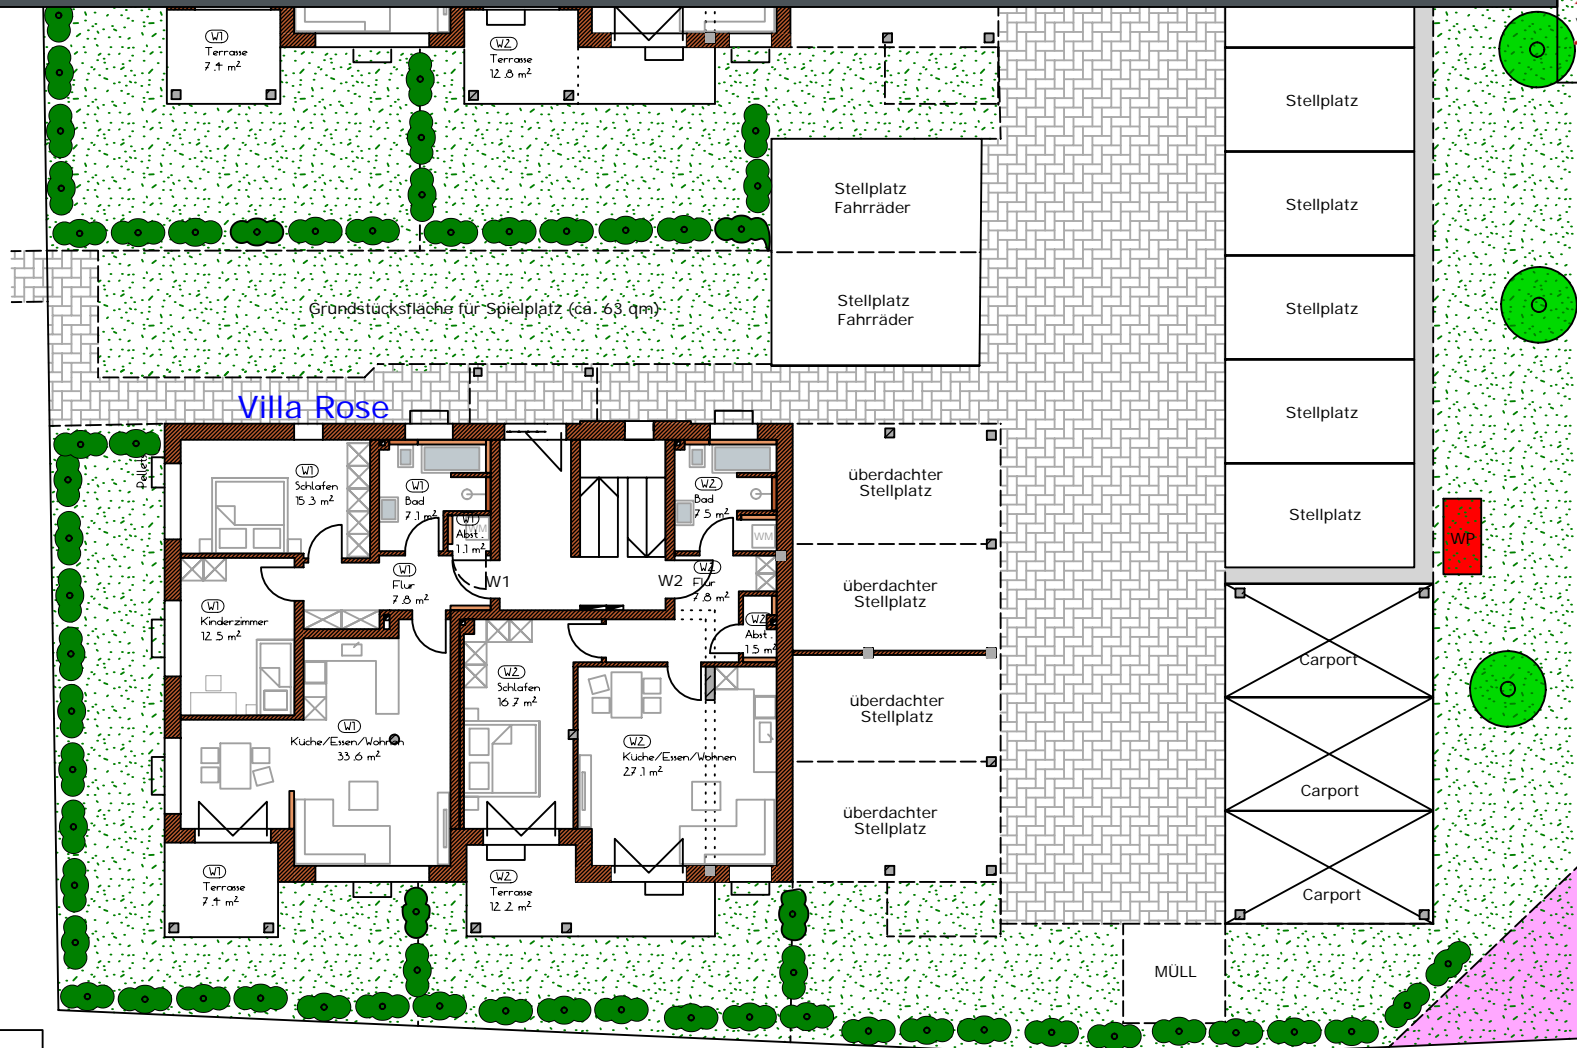 W1
Terrasse
7.4 m²
W2
Terrasse
12.8 m²
Stellplatz
Stellplatz
Fahrräder
Stellplatz
Grundstücksfläche für Spielplatz (ca. 63 qm)
Stellplatz
Fahrräder
Stellplatz
Villa Rose
Stellplatz
Pellets
W1
Schlafen
15.3 m²
W1
Bad
7.1 m²
W1
Abst.
1.1 m²
WM
W2
Bad
7.5 m²
WM
überdachter
Stellplatz
Stellplatz
WP
W1
Flur
7.8 m²
W1
W2
W2
Flur
7.8 m²
überdachter
Stellplatz
W1
Kinderzimmer
12.5 m²
W2
Abst.
1.5 m²
W2
Schlafen
16.7 m²
Carport
überdachter
Stellplatz
W1
Küche/Essen/Wohnen
33.6 m²
W2
Küche/Essen/Wohnen
27.1 m²
Carport
überdachter
Stellplatz
W1
Terrasse
7.4 m²
W2
Terrasse
12.2 m²
Carport
MÜLL